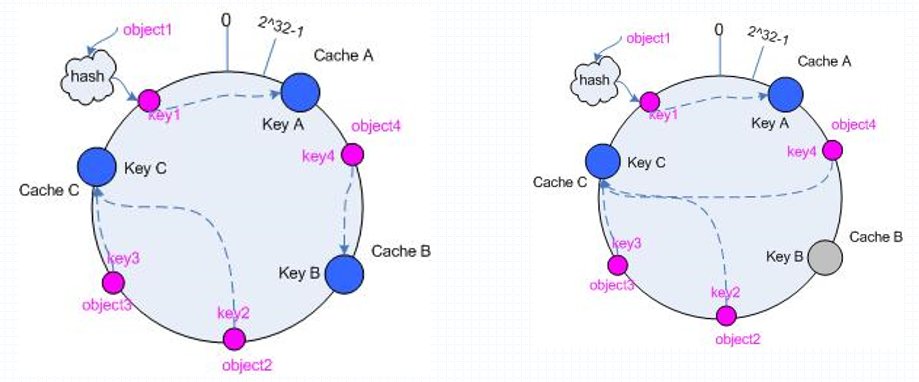 object1
0
2^32-1
Cache A
hash
key1
Key A
object4
key4
Key C
Cache C
Cache B
Key B
key3
object3
key2
object2
object1
0
2^32-1
Cache A
hash
key1
Key A
object4
key4
Key C
Cache C
Cache B
Key B
key3
object3
key2
object2